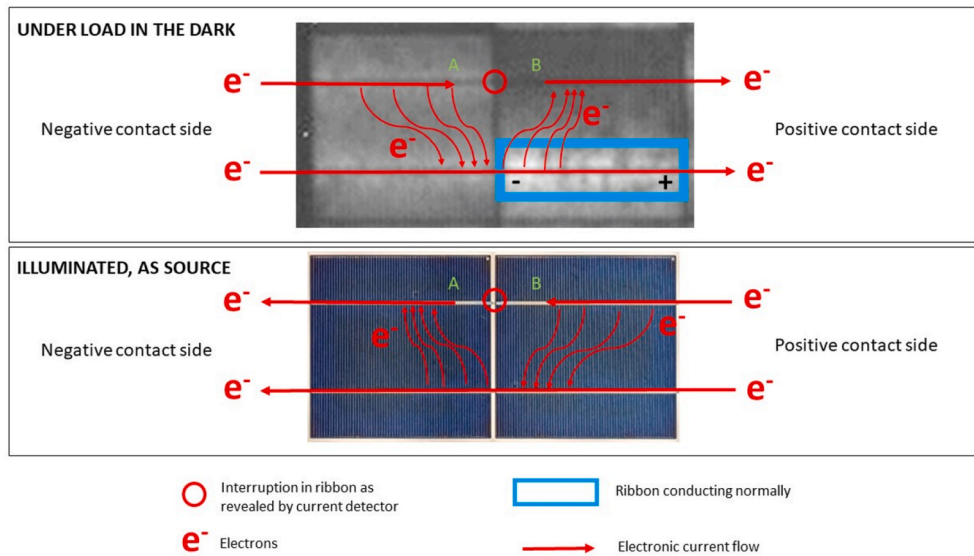 UNDER LOAD IN THE DARK
A
B
e-
e-
Negative contact side
e-
e-
Positive contact side
e-
e-
-
+
ILLUMINATED, AS SOURCE
A
B
e-
e-
e-
e-
Negative contact side
Positive contact side
e-
e-
Interruption in ribbon as
revealed by current detector
Ribbon conducting normally
e- Electrons
Electronic current flow